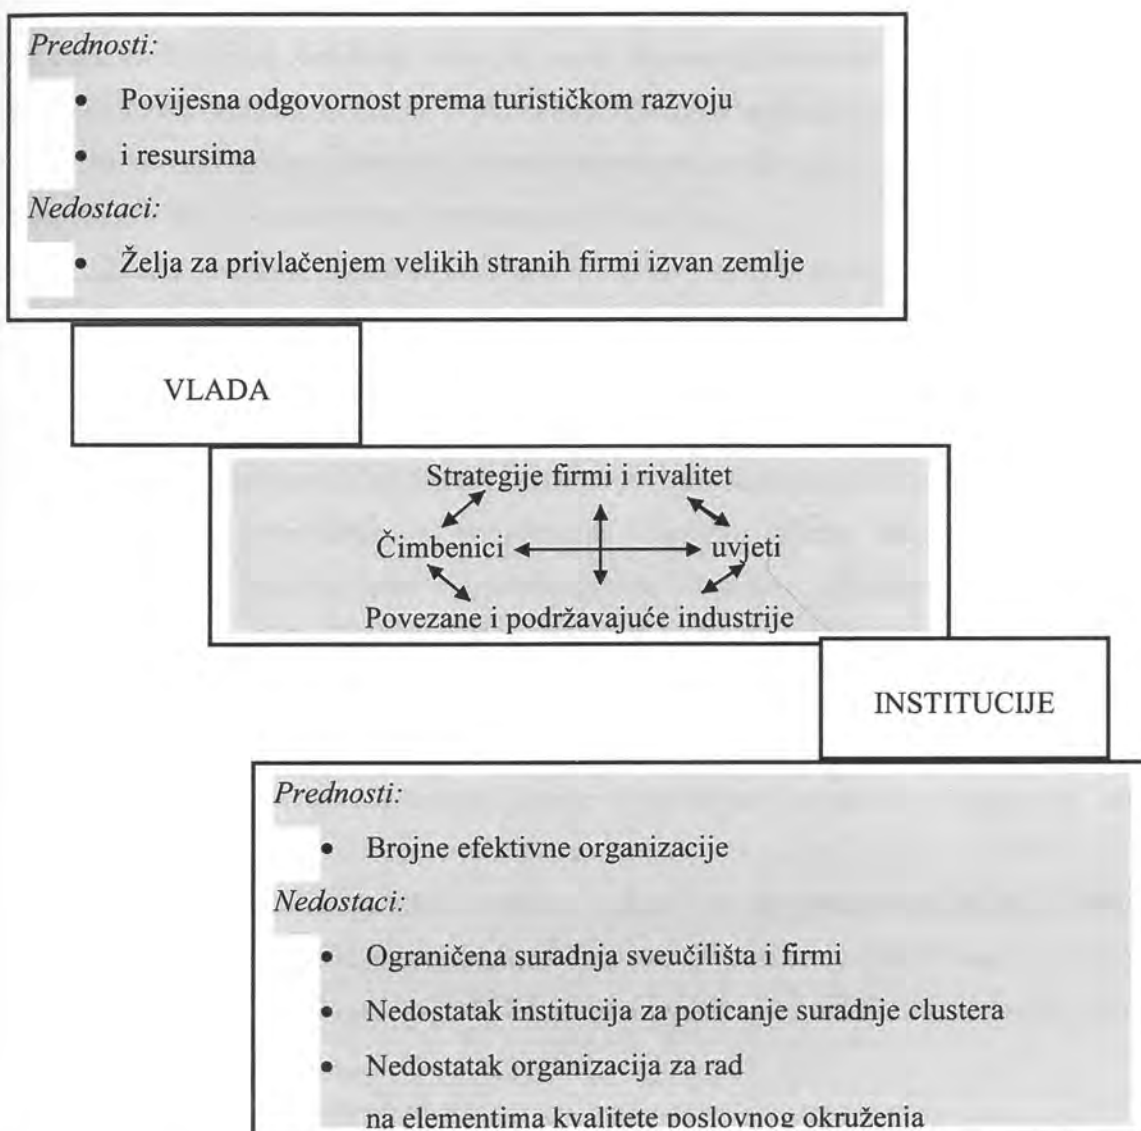 Prednosti:
• Povijesna odgovornost prema turističkom razvoju
• i resursima
Nedostaci:
• Želja za privlačenjem velikih stranih firmi izvan zemlje
VLADA
Strategije firmi i rivalitet
Čimbenici uvjeti
Povezane i podržavajuće industrije
INSTITUCIJE
Prednosti:
• Brojne efektivne organizacije
Nedostaci:
• Ograničena suradnja sveučilišta i firmi
• Nedostatak institucija za poticanje suradnje clustera
• Nedostatak organizacija za rad
na elementima kvalitete poslovnog okruženja